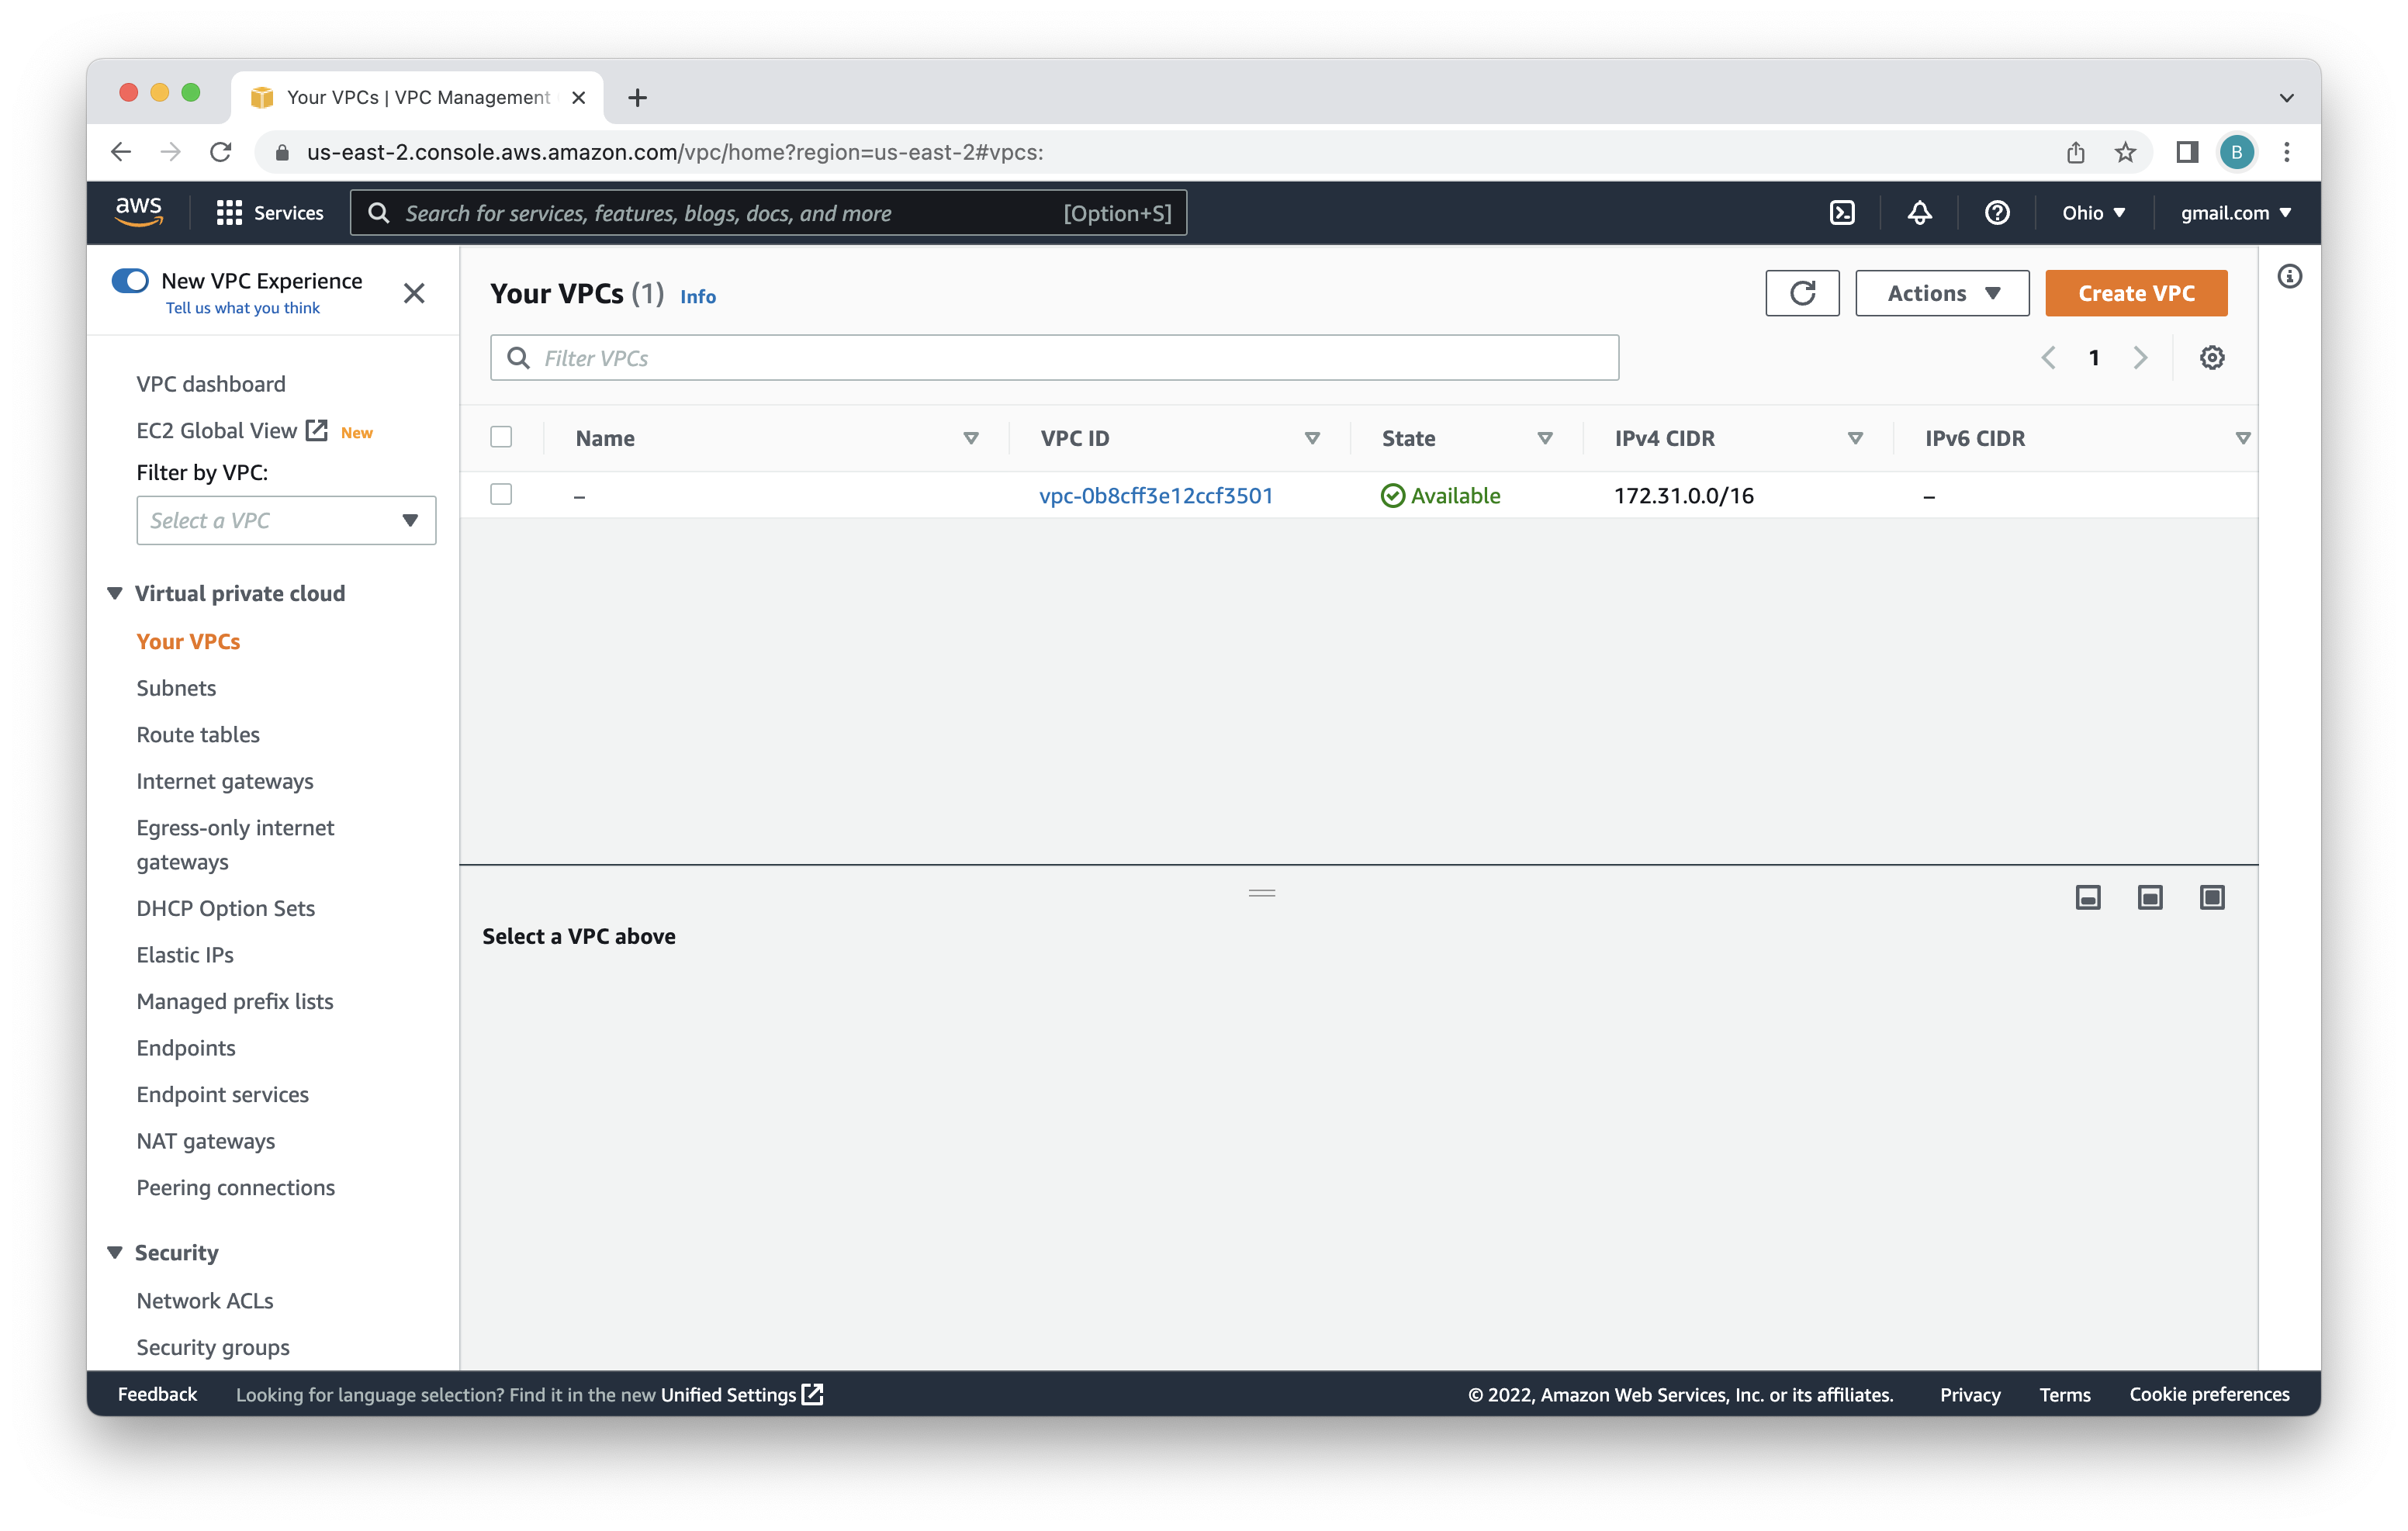 Your VPCs | VPC Management
us-east-2.console.aws.amazon.com/vpc/home?region=us-east-2#vpcs:
B
aws
Services
Search for services, features, blogs, docs, and more
[Option+S]
Ohio
gmail.com
New VPC Experience
Tell us what you think
VPC dashboard
EC2 Global View New
Filter by VPC:
Select a VPC
Virtual private cloud
Your VPCs
Subnets
Route tables
Internet gateways
Egress-only internet
gateways
DHCP Option Sets
Elastic IPs
Managed prefix lists
Endpoints
Endpoint services
NAT gateways
Peering connections
Security
Network ACLs
Security groups
Your VPCs (1) Info
Actions
Create VPC
Filter VPCs
1
Name VPC ID State IPv4 CIDR IPv6 CIDR
– vpc-0b8cff3e12ccf3501 Available 172.31.0.0/16 –
Select a VPC above
Feedback Looking for language selection? Find it in the new Unified Settings
© 2022, Amazon Web Services, Inc. or its affiliates. Privacy Terms Cookie preferences